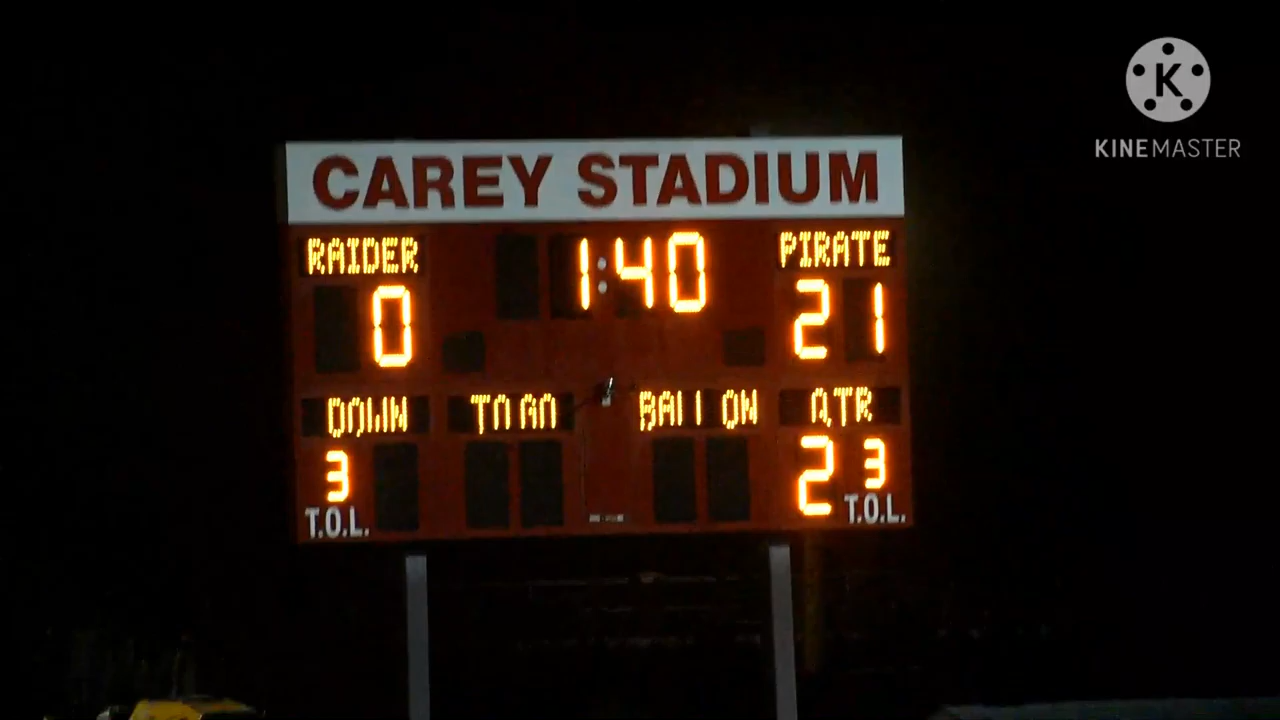 K
KINEMASTER
CAREY STADIUM
RAIDER 1:40 PIRATE
0 21
DOWN TO GO BALL ON QTR
3 2 3
T.O.L. T.O.L.